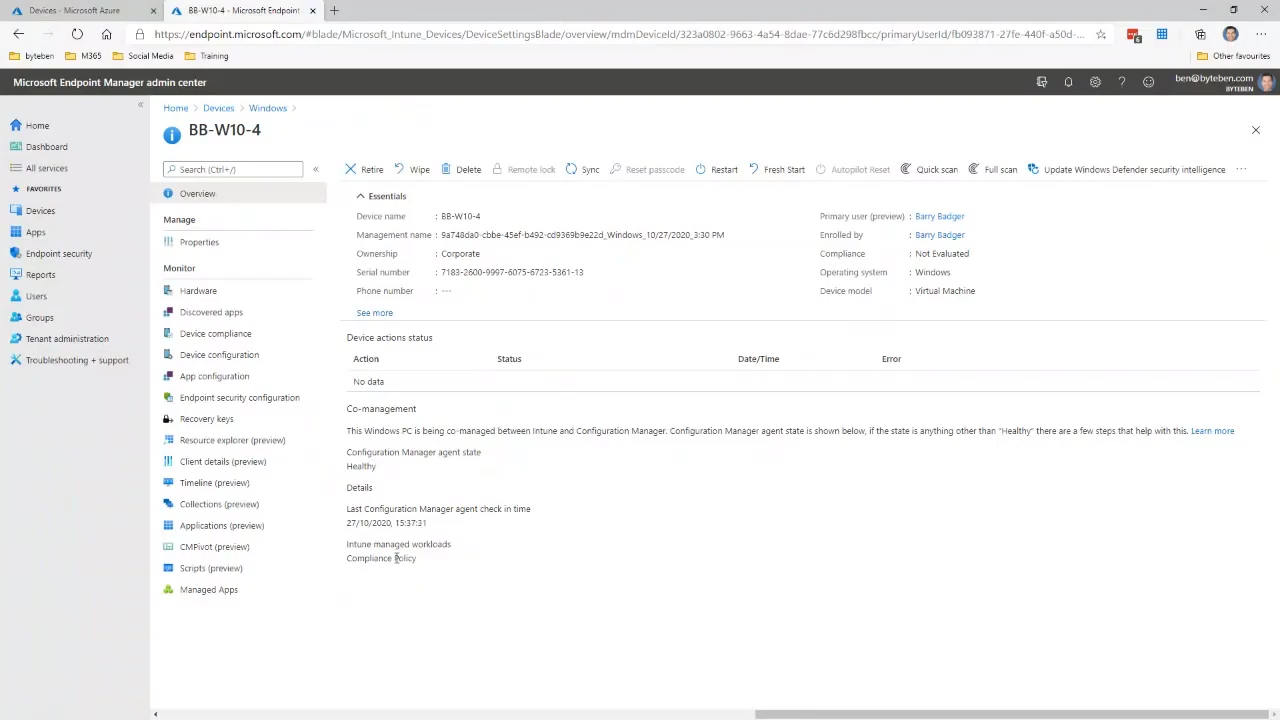 Devices - Microsoft Azure
BB-W10-4 - Microsoft Endpoint
https://endpoint.microsoft.com/#blade/Microsoft_Intune_Devices/DeviceSettingsBlade/overview/mdmDeviceId/323a0802-9663-4a54-8dae-77c6d298fbcc/primaryUserId/fb093871-27fe-440f-a50d-...
6
byteben
M365
Social Media
Training
Other favourites
Microsoft Endpoint Manager admin center
ben@byteben.com
BYTEBEN
Home
Dashboard
All services
FAVORITES
Devices
Apps
Endpoint security
Reports
Users
Groups
Tenant administration
Troubleshooting + support
Home > Devices > Windows >
BB-W10-4
Search (Ctrl+/)
Overview
Manage
Properties
Monitor
Hardware
Discovered apps
Device compliance
Device configuration
App configuration
Endpoint security configuration
Recovery keys
Resource explorer (preview)
Client details (preview)
Timeline (preview)
Collections (preview)
Applications (preview)
CMPivot (preview)
Scripts (preview)
Managed Apps
Retire Wipe Delete Remote lock Sync Reset passcode Restart Fresh Start Autopilot Reset Quick scan Full scan Update Windows Defender security intelligence ...
Essentials
Device name : BB-W10-4
Management name : 9a748da0-cbbe-45ef-b492-cd9369b9e22d_Windows_10/27/2020_3:30 PM
Ownership : Corporate
Serial number : 7183-2600-9997-6075-6723-5361-13
Phone number : ---
See more
Primary user (preview) : Barry Badger
Enrolled by : Barry Badger
Compliance : Not Evaluated
Operating system : Windows
Device model : Virtual Machine
Device actions status
Action Status Date/Time Error
No data
Co-management
This Windows PC is being co-managed between Intune and Configuration Manager. Configuration Manager agent state is shown below, if the state is anything other than "Healthy" there are a few steps that help with this. Learn more
Configuration Manager agent state
Healthy
Details
Last Configuration Manager agent check in time
27/10/2020, 15:37:31
Intune managed workloads
Compliance Policy